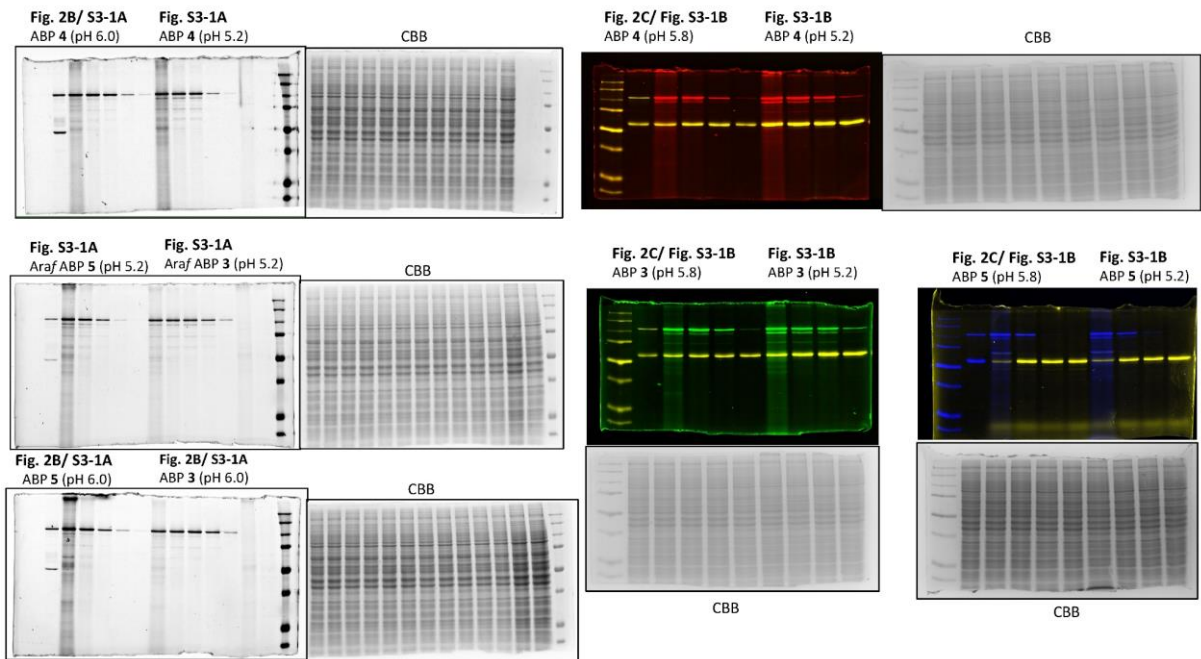 Fig. 2B/ S3-1A
ABP 4 (pH 6.0)
Fig. S3-1A
ABP 4 (pH 5.2)
CBB
Fig. 2C/ Fig. S3-1B
ABP 4 (pH 5.8)
Fig. S3-1B
ABP 4 (pH 5.2)
CBB
Fig. S3-1A
Araf ABP 5 (pH 5.2)
Fig. S3-1A
Araf ABP 3 (pH 5.2)
CBB
Fig. 2C/ Fig. S3-1B
ABP 3 (pH 5.8)
Fig. S3-1B
ABP 3 (pH 5.2)
Fig. 2C/ Fig. S3-1B
ABP 5 (pH 5.8)
Fig. S3-1B
ABP 5 (pH 5.2)
Fig. 2B/ S3-1A
ABP 5 (pH 6.0)
Fig. 2B/ S3-1A
ABP 3 (pH 6.0)
CBB
CBB
CBB